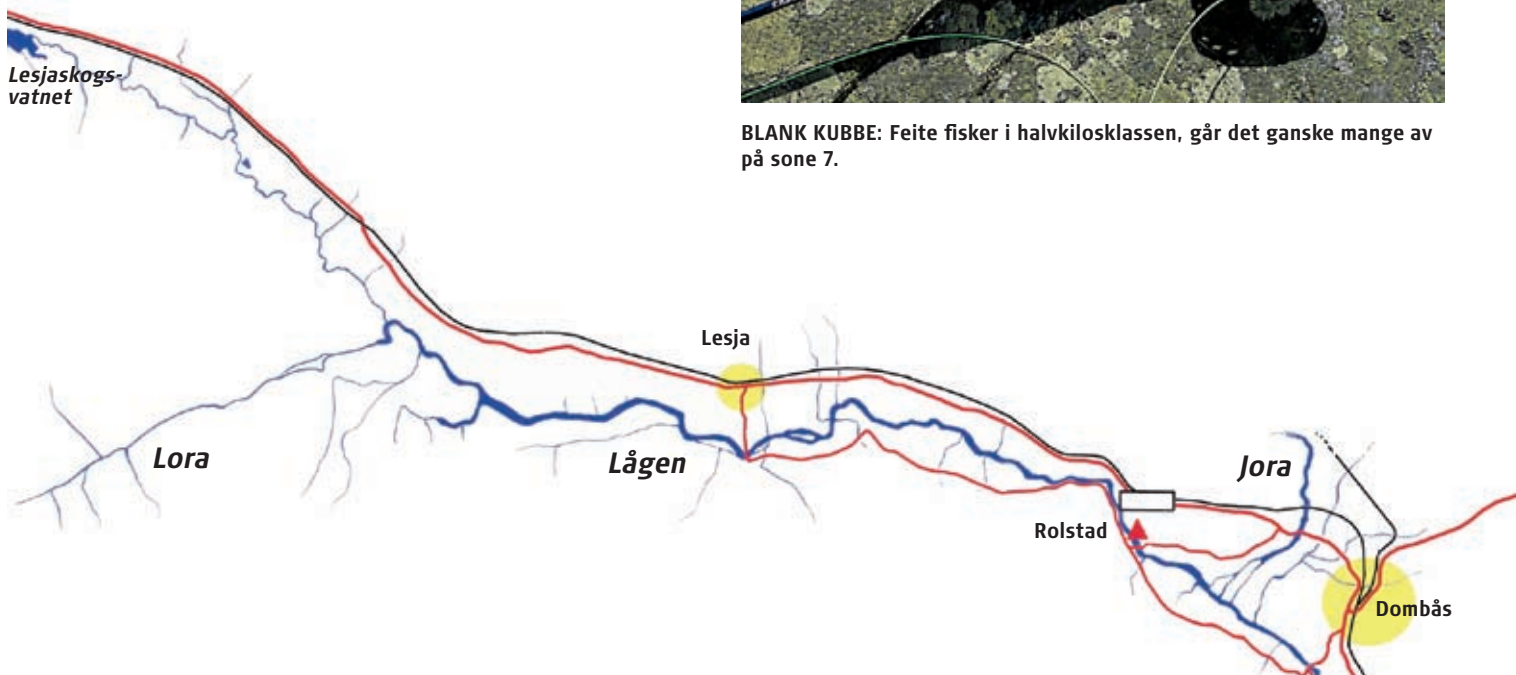 Lesjaskogs-
vatnet
BLANK KUBBE: Feite fisker i halvkilosklassen, går det ganske mange av
på sone 7.
Lesja
Lora
Lågen
Jora
Rolstad
Dombås